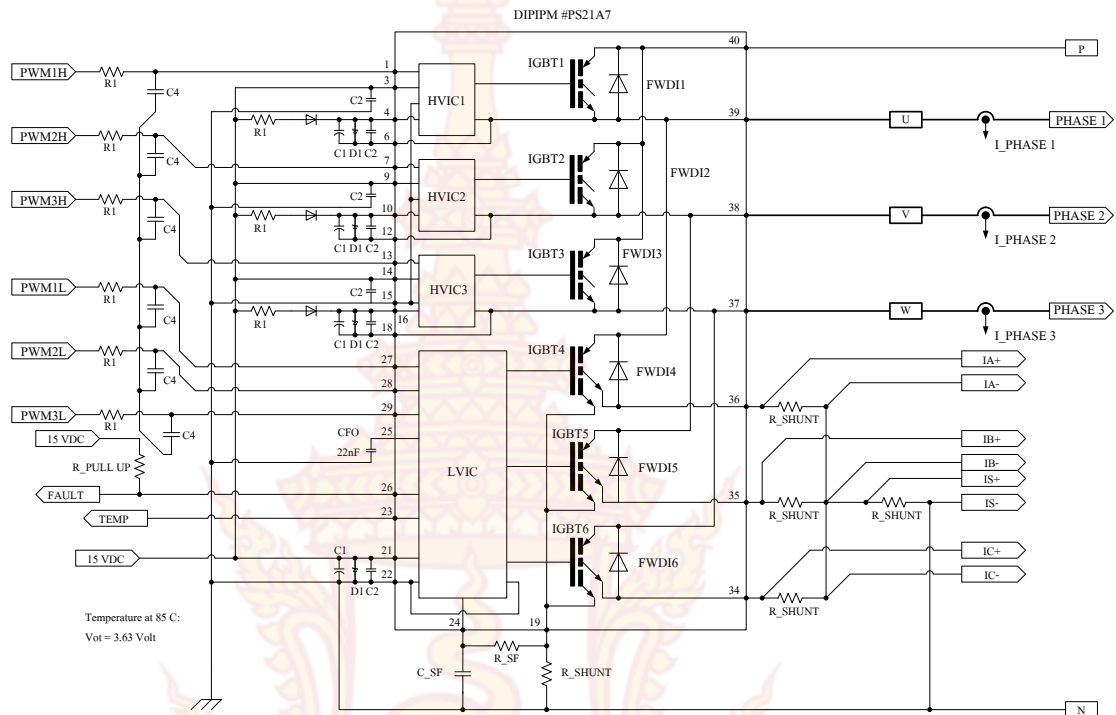 DIPIPM #PS21A7
40
P
PWM1H
R1
C4
1
3
C2
4
6
R1
C1 D1 C2
HVIC1
IGBT1
FWDI1
39
U
PHASE 1
I_PHASE 1
PWM2H
R1
C4
7
9
C2
10
12
R1
C1 D1 C2
HVIC2
IGBT2
FWDI2
38
V
PHASE 2
I_PHASE 2
PWM3H
R1
C4
13
14
C2
15
16
18
R1
C1 D1 C2
HVIC3
IGBT3
FWDI3
37
W
PHASE 3
I_PHASE 3
PWM1L
R1
C4
27
IGBT4
FWDI4
36
R_SHUNT
IA+
IA-
PWM2L
R1
C4
28
PWM3L
R1
C4
29
15 VDC
R_PULL UP
CFO
22nF
25
LVIC
IGBT5
FWDI5
35
R_SHUNT
R_SHUNT
IB+
IB-
IS+
IS-
FAULT
26
TEMP
23
15 VDC
21
C1
D1 C2
22
IGBT6
FWDI6
34
R_SHUNT
IC+
IC-
Temperature at 85 C:
Vot = 3.63 Volt
24
19
R_SF
C_SF
R_SHUNT
N